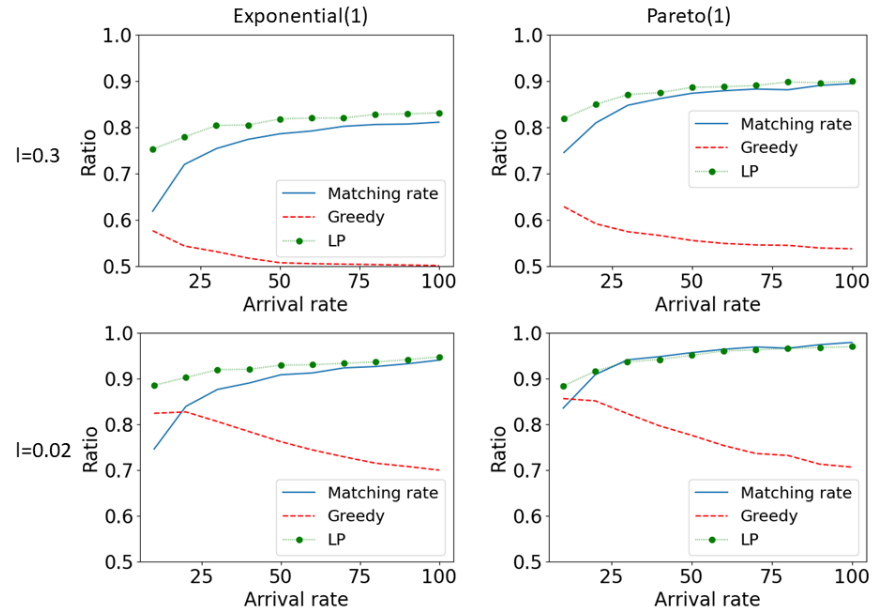 Exponential(1)
Pareto(1)
l=0.3
Ratio
1.0
0.9
0.8
0.7
0.6
0.5
Matching rate
Greedy
LP
25
50
75
100
Arrival rate
Ratio
1.0
0.9
0.8
0.7
0.6
0.5
Matching rate
Greedy
LP
25
50
75
100
Arrival rate
l=0.02
Ratio
1.0
0.9
0.8
0.7
0.6
0.5
Matching rate
Greedy
LP
25
50
75
100
Arrival rate
Ratio
1.0
0.9
0.8
0.7
0.6
0.5
Matching rate
Greedy
LP
25
50
75
100
Arrival rate